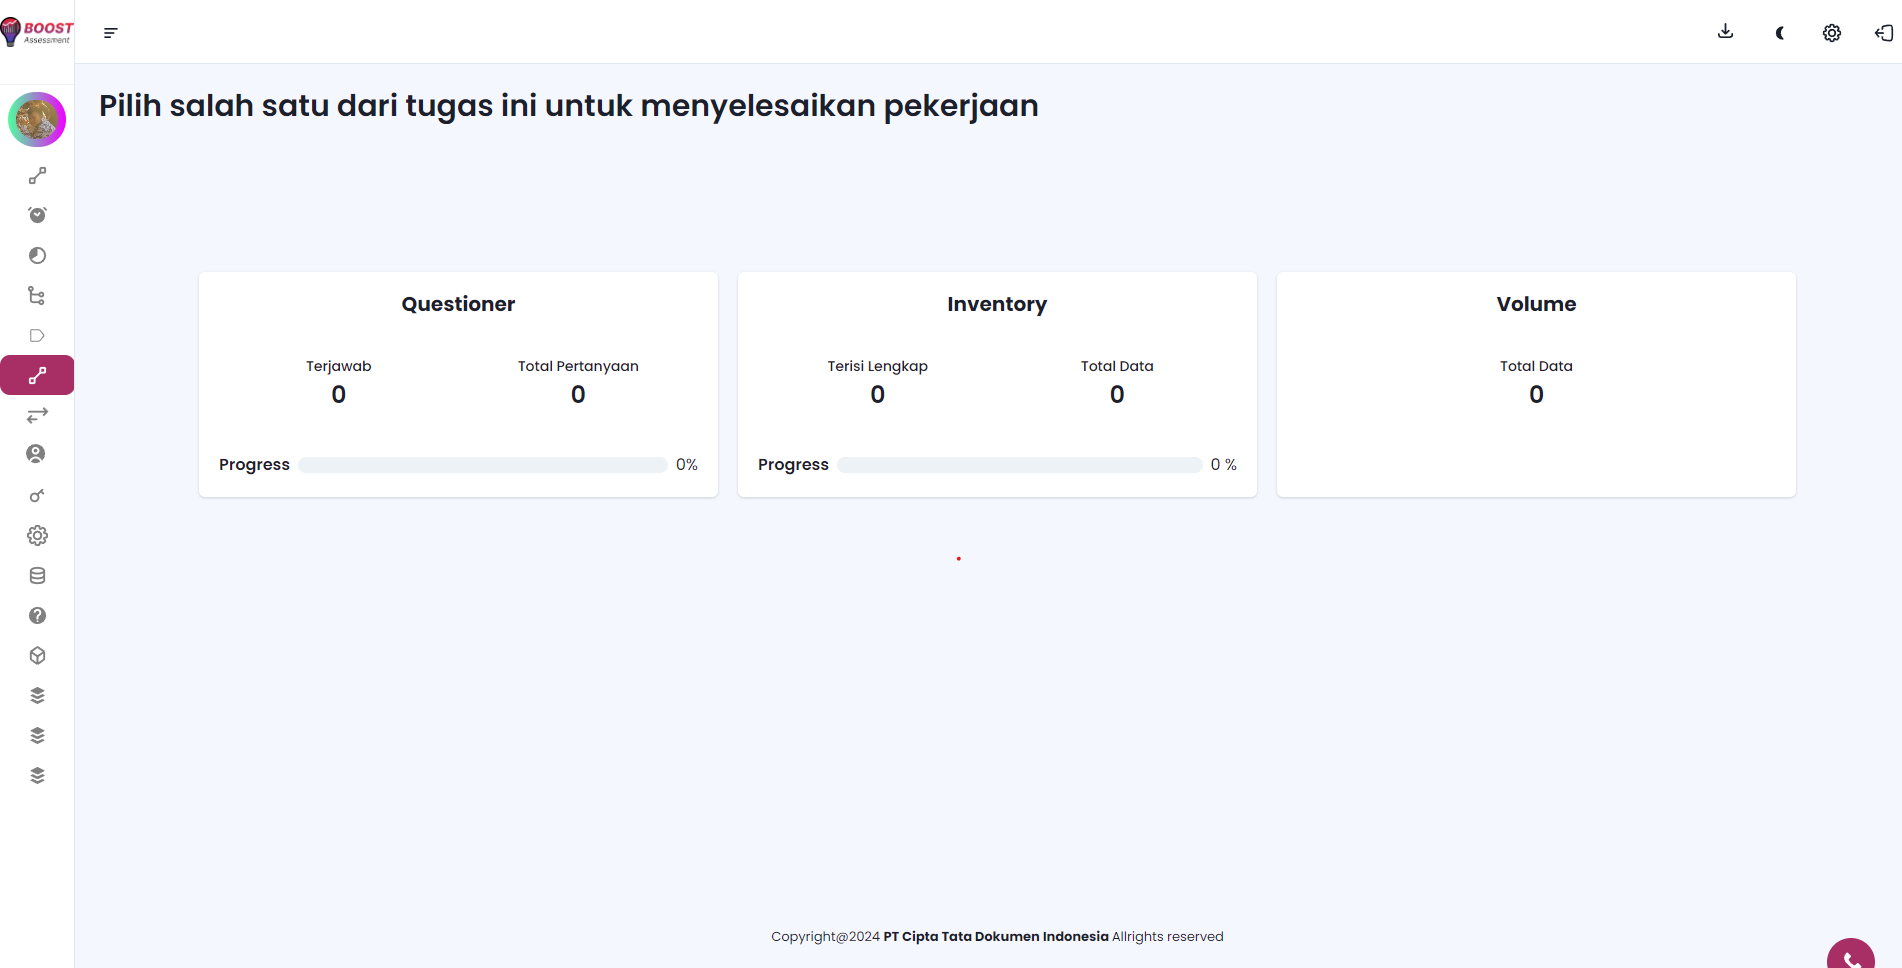 BOOST
Assessment
Pilih salah satu dari tugas ini untuk menyelesaikan pekerjaan
Questioner
Terjawab
0
Total Pertanyaan
0
Progress
0%
Inventory
Terisi Lengkap
0
Total Data
0
Progress
0 %
Volume
Total Data
0
Copyright@2024 PT Cipta Tata Dokumen Indonesia Allrights reserved